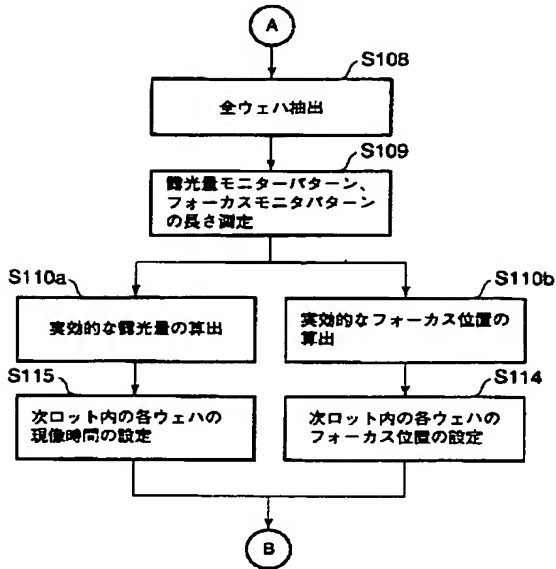 A
S108
全ウェハ抽出
S109
露光量モニターパターン、
フォーカスモニタパターン
の長さ測定
S110a
実効的な露光量の算出
S110b
実効的なフォーカス位置の
算出
S115
次ロット内の各ウェハの
現像時間の設定
S114
次ロット内の各ウェハの
フォーカス位置の設定
B